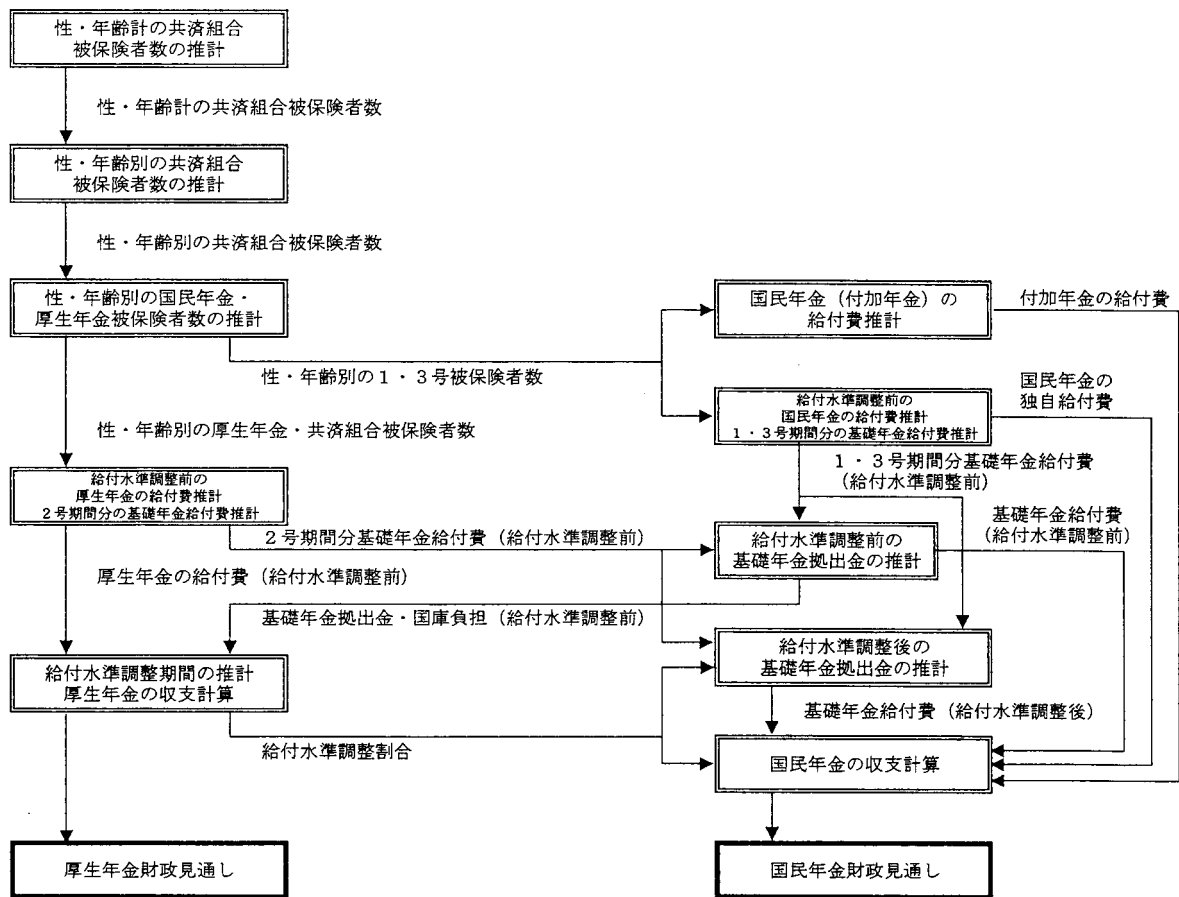 性・年齢計の共済組合
被保険者数の推計
性・年齢計の共済組合被保険者数
性・年齢別の共済組合
被保険者数の推計
性・年齢別の共済組合被保険者数
性・年齢別の国民年金・
厚生年金被保険者数の推計
国民年金(付加年金)の
給付費推計
付加年金の給付費
性・年齢別の1・3号被保険者数
国民年金の
独自給付費
給付水準調整前の
国民年金の給付費推計
1・3号期間分の基礎年金給付費推計
性・年齢別の厚生年金・共済組合被保険者数
1・3号期間分基礎年金給付費
(給付水準調整前)
給付水準調整前の
厚生年金の給付費推計
2号期間分の基礎年金給付費推計
基礎年金給付費
(給付水準調整前)
2号期間分基礎年金給付費(給付水準調整前)
給付水準調整前の
基礎年金拠出金の推計
厚生年金の給付費(給付水準調整前)
基礎年金拠出金・国庫負担(給付水準調整前)
給付水準調整期間の推計
厚生年金の収支計算
給付水準調整後の
基礎年金拠出金の推計
基礎年金給付費(給付水準調整後)
給付水準調整割合
国民年金の収支計算
厚生年金財政見通し
国民年金財政見通し